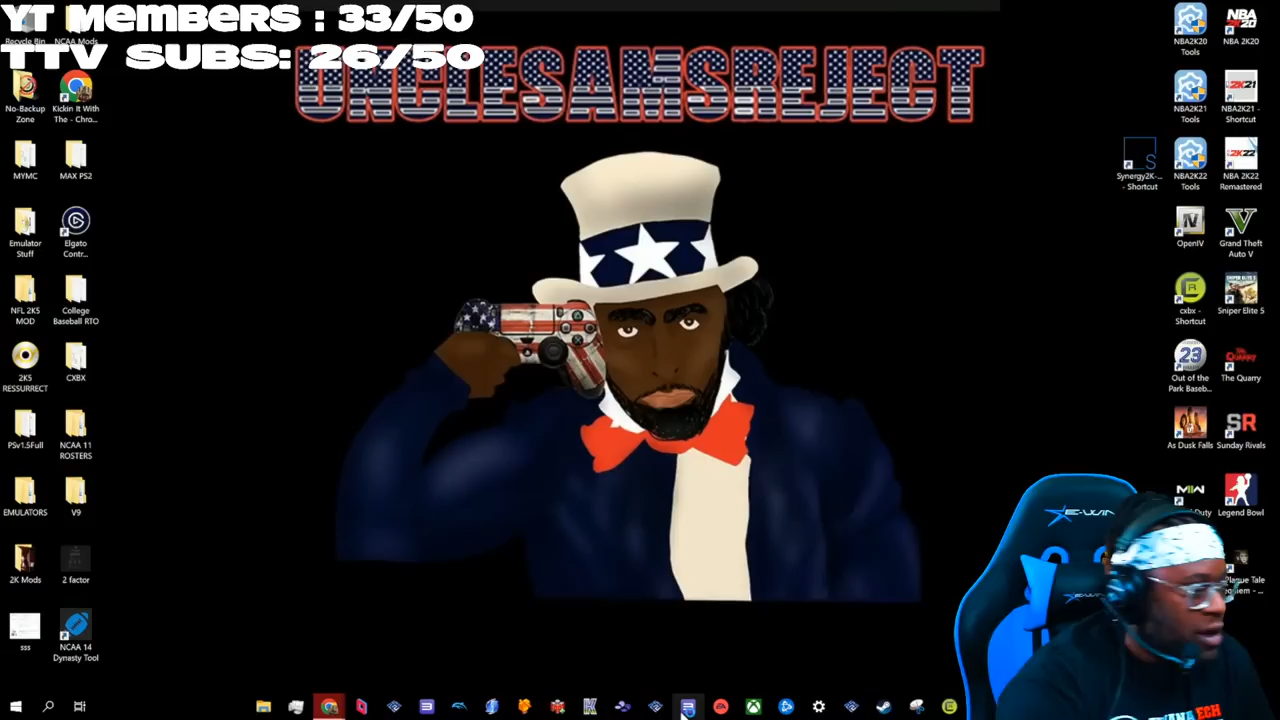 YT Members : 33/50
TTV SUBS: 26/50
UNCLESAMSREJECT
Recycle Bin
NCAA Mods
No-Backup Zone
Kickin It With The - Chro...
MYMC
MAX PS2
Emulator Stuff
Elgato Contr...
NFL 2K5 MOD
College Baseball RTO
2K5 RESSURRECT
CXBX
PSv1.5Full
NCAA 11 ROSTERS
EMULATORS
V9
2K Mods
2 factor
sss
NCAA 14 Dynasty Tool
NBA2K20 Tools
NBA 2K20
NBA2K21 Tools
NBA2K21 - Shortcut
Synergy2K-... - Shortcut
NBA2K22 Tools
NBA 2K22 Remastered
OpenIV
Grand Theft Auto V
cxbx - Shortcut
Sniper Elite 5
Out of the Park Baseb...
The Quarry
As Dusk Falls
Sunday Rivals
Duty
Legend Bowl
Plague Tale
E-WIN